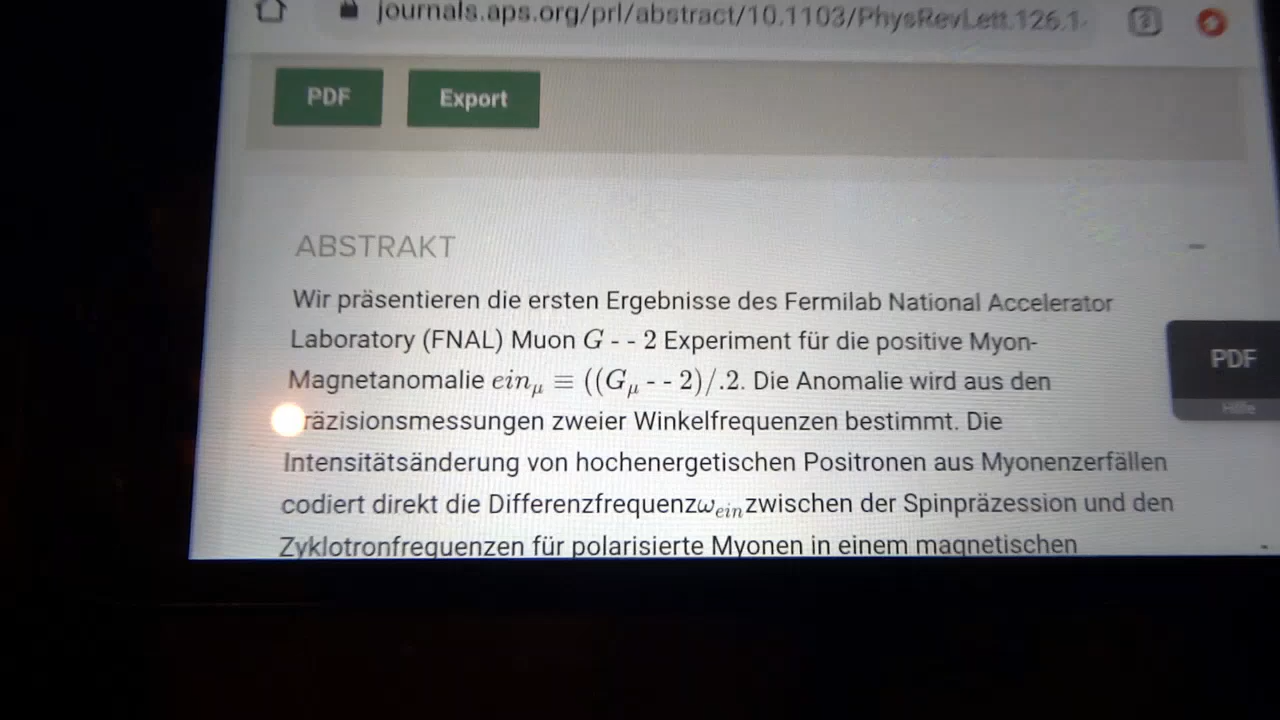 journals.aps.org/prl/abstract/10.1103/PhysRevLett.126.1
PDF
Export
ABSTRAKT
Wir präsentieren die ersten Ergebnisse des Fermilab National Accelerator
Laboratory (FNAL) Muon G - - 2 Experiment für die positive Myon-
Magnetanomalie ein_μ ≡ ((G_μ - - 2)/.2. Die Anomalie wird aus den
räzisionsmessungen zweier Winkelfrequenzen bestimmt. Die
Intensitätsänderung von hochenergetischen Positronen aus Myonenzerfällen
codiert direkt die Differenzfrequenzω_ein zwischen der Spinpräzession und den
Zyklotronfrequenzen für polarisierte Myonen in einem magnetischen
PDF
Hilfe